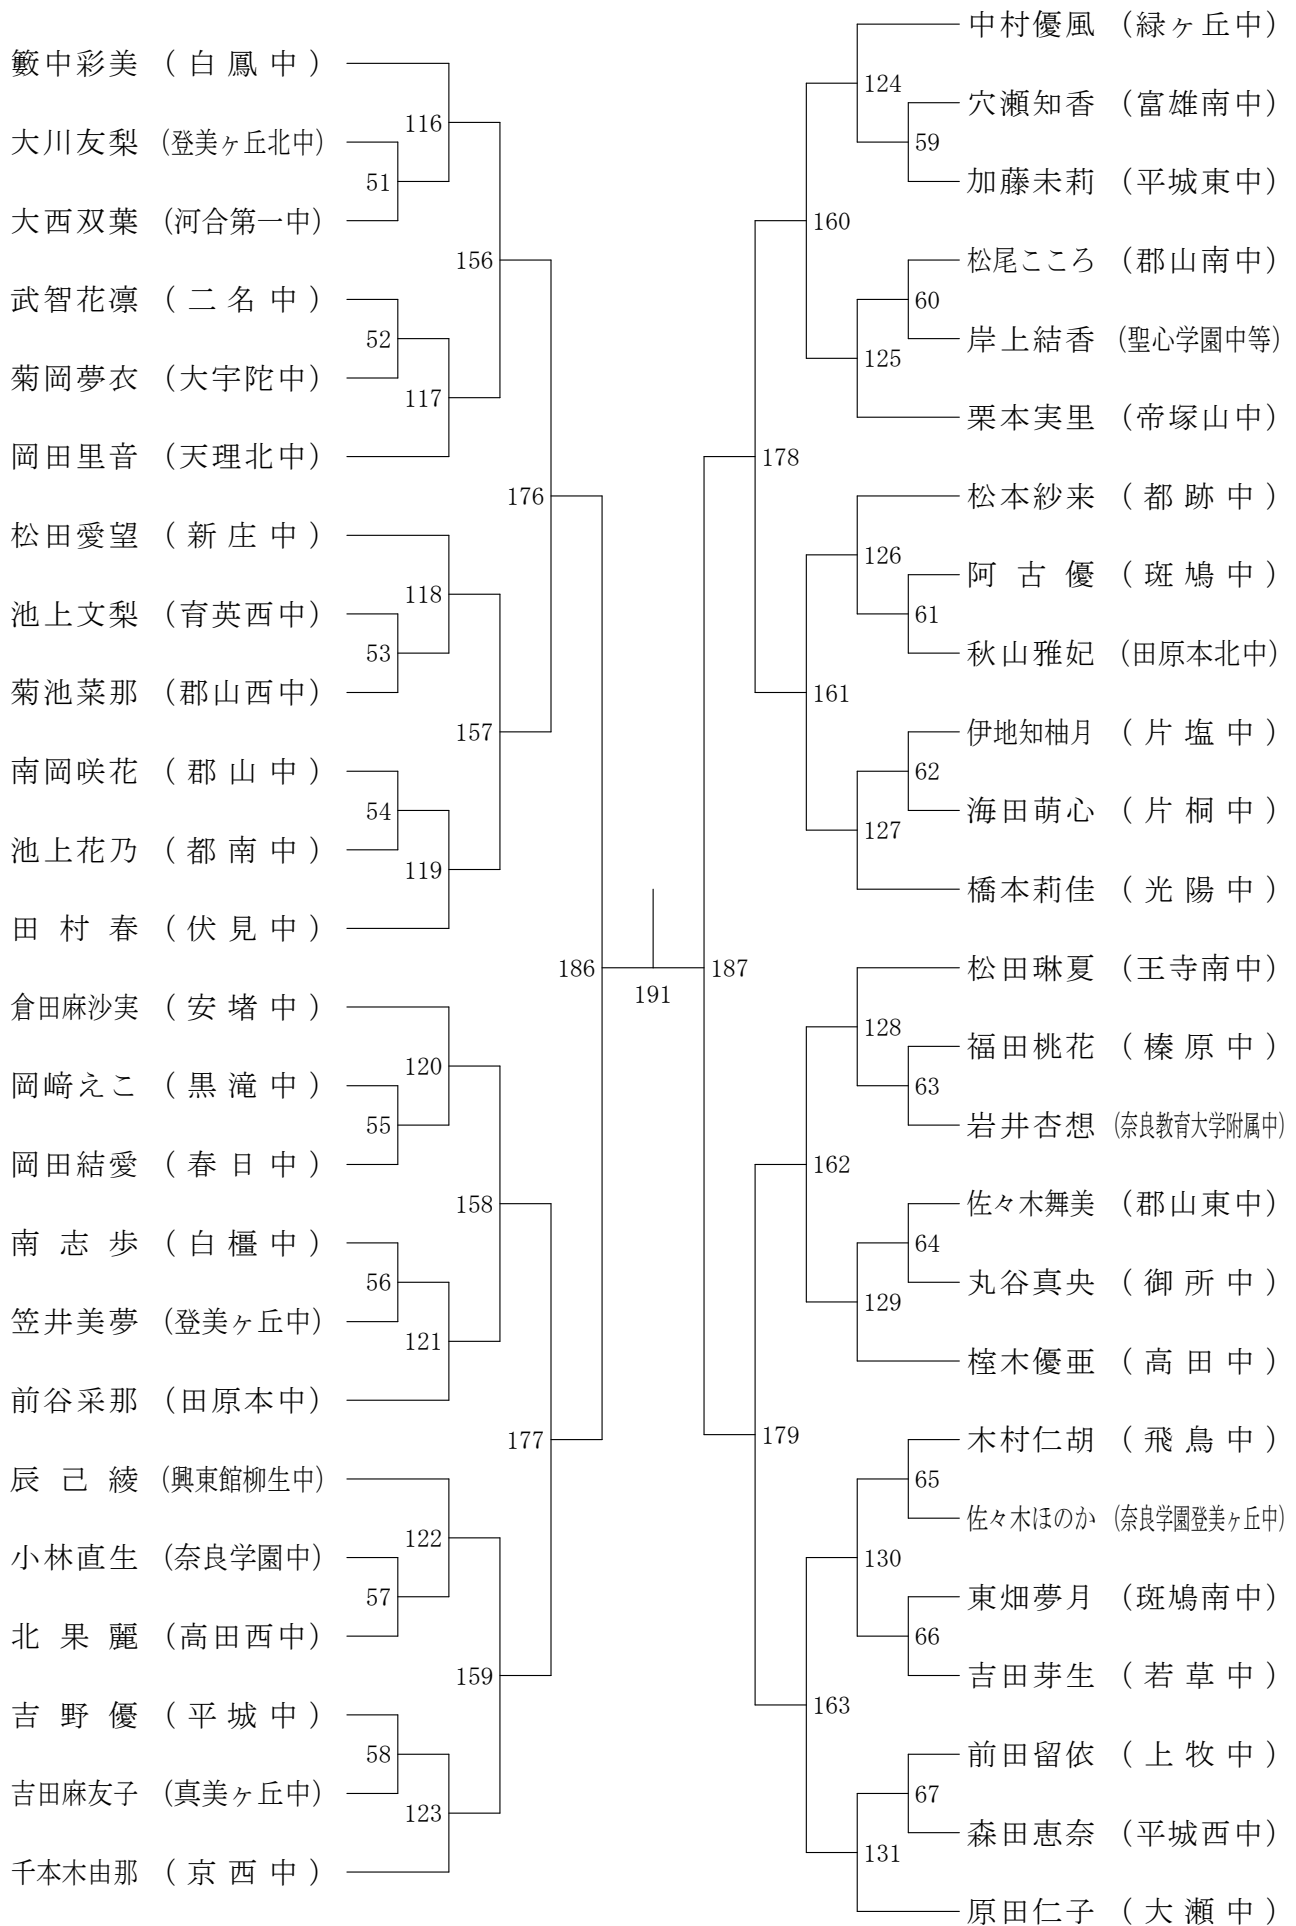 籔中彩美 (白鳳中)
大川友梨 (登美ヶ丘北中)
大西双葉 (河合第一中)
武智花凛 (二名中)
菊岡夢衣 (大宇陀中)
岡田里音 (天理北中)
松田愛望 (新庄中)
池上文梨 (育英西中)
菊池菜那 (郡山西中)
南岡咲花 (郡山中)
池上花乃 (都南中)
田村春 (伏見中)
倉田麻沙実 (安堵中)
岡﨑えこ (黒滝中)
岡田結愛 (春日中)
南志歩 (白橿中)
笠井美夢 (登美ヶ丘中)
前谷采那 (田原本中)
辰己綾 (興東館柳生中)
小林直生 (奈良学園中)
北果麗 (高田西中)
吉野優 (平城中)
吉田麻友子 (真美ヶ丘中)
千本木由那 (京西中)
51
52
53
54
55
56
57
58
116
117
118
119
120
121
122
123
156
157
158
159
176
177
186
191
187
178
179
160
161
162
163
124
125
126
127
128
129
130
131
59
60
61
62
63
64
65
66
67
中村優風 (緑ヶ丘中)
穴瀬知香 (富雄南中)
加藤未莉 (平城東中)
松尾こころ (郡山南中)
岸上結香 (聖心学園中等)
栗本実里 (帝塚山中)
松本紗来 (都跡中)
阿古優 (斑鳩中)
秋山雅妃 (田原本北中)
伊地知柚月 (片塩中)
海田萌心 (片桐中)
橋本莉佳 (光陽中)
松田琳夏 (王寺南中)
福田桃花 (榛原中)
岩井杏想 (奈良教育大学附属中)
佐々木舞美 (郡山東中)
丸谷真央 (御所中)
榁木優亜 (高田中)
木村仁胡 (飛鳥中)
佐々木ほのか (奈良学園登美ヶ丘中)
東畑夢月 (斑鳩南中)
吉田芽生 (若草中)
前田留依 (上牧中)
森田恵奈 (平城西中)
原田仁子 (大瀬中)